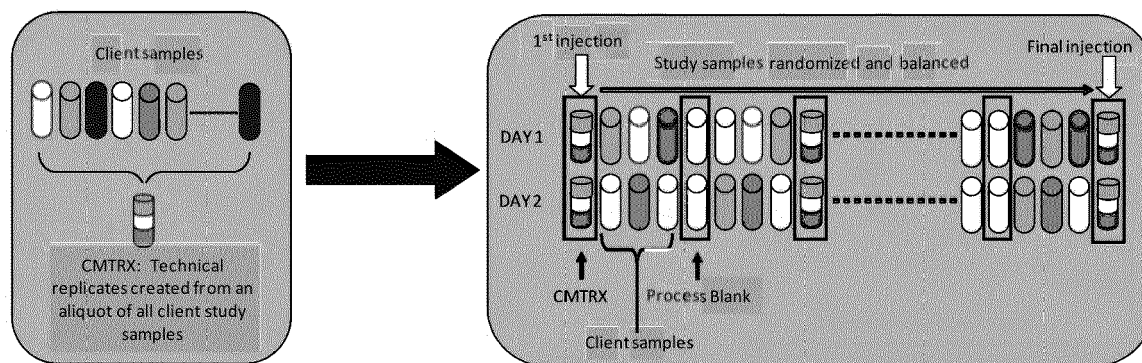 Client samples
CMTRX: Technical
replicates created from an
aliquot of all client study
samples
1st injection
Study samples randomized and balanced
Final injection
DAY 1
DAY 2
CMTRX
Process Blank
Client samples